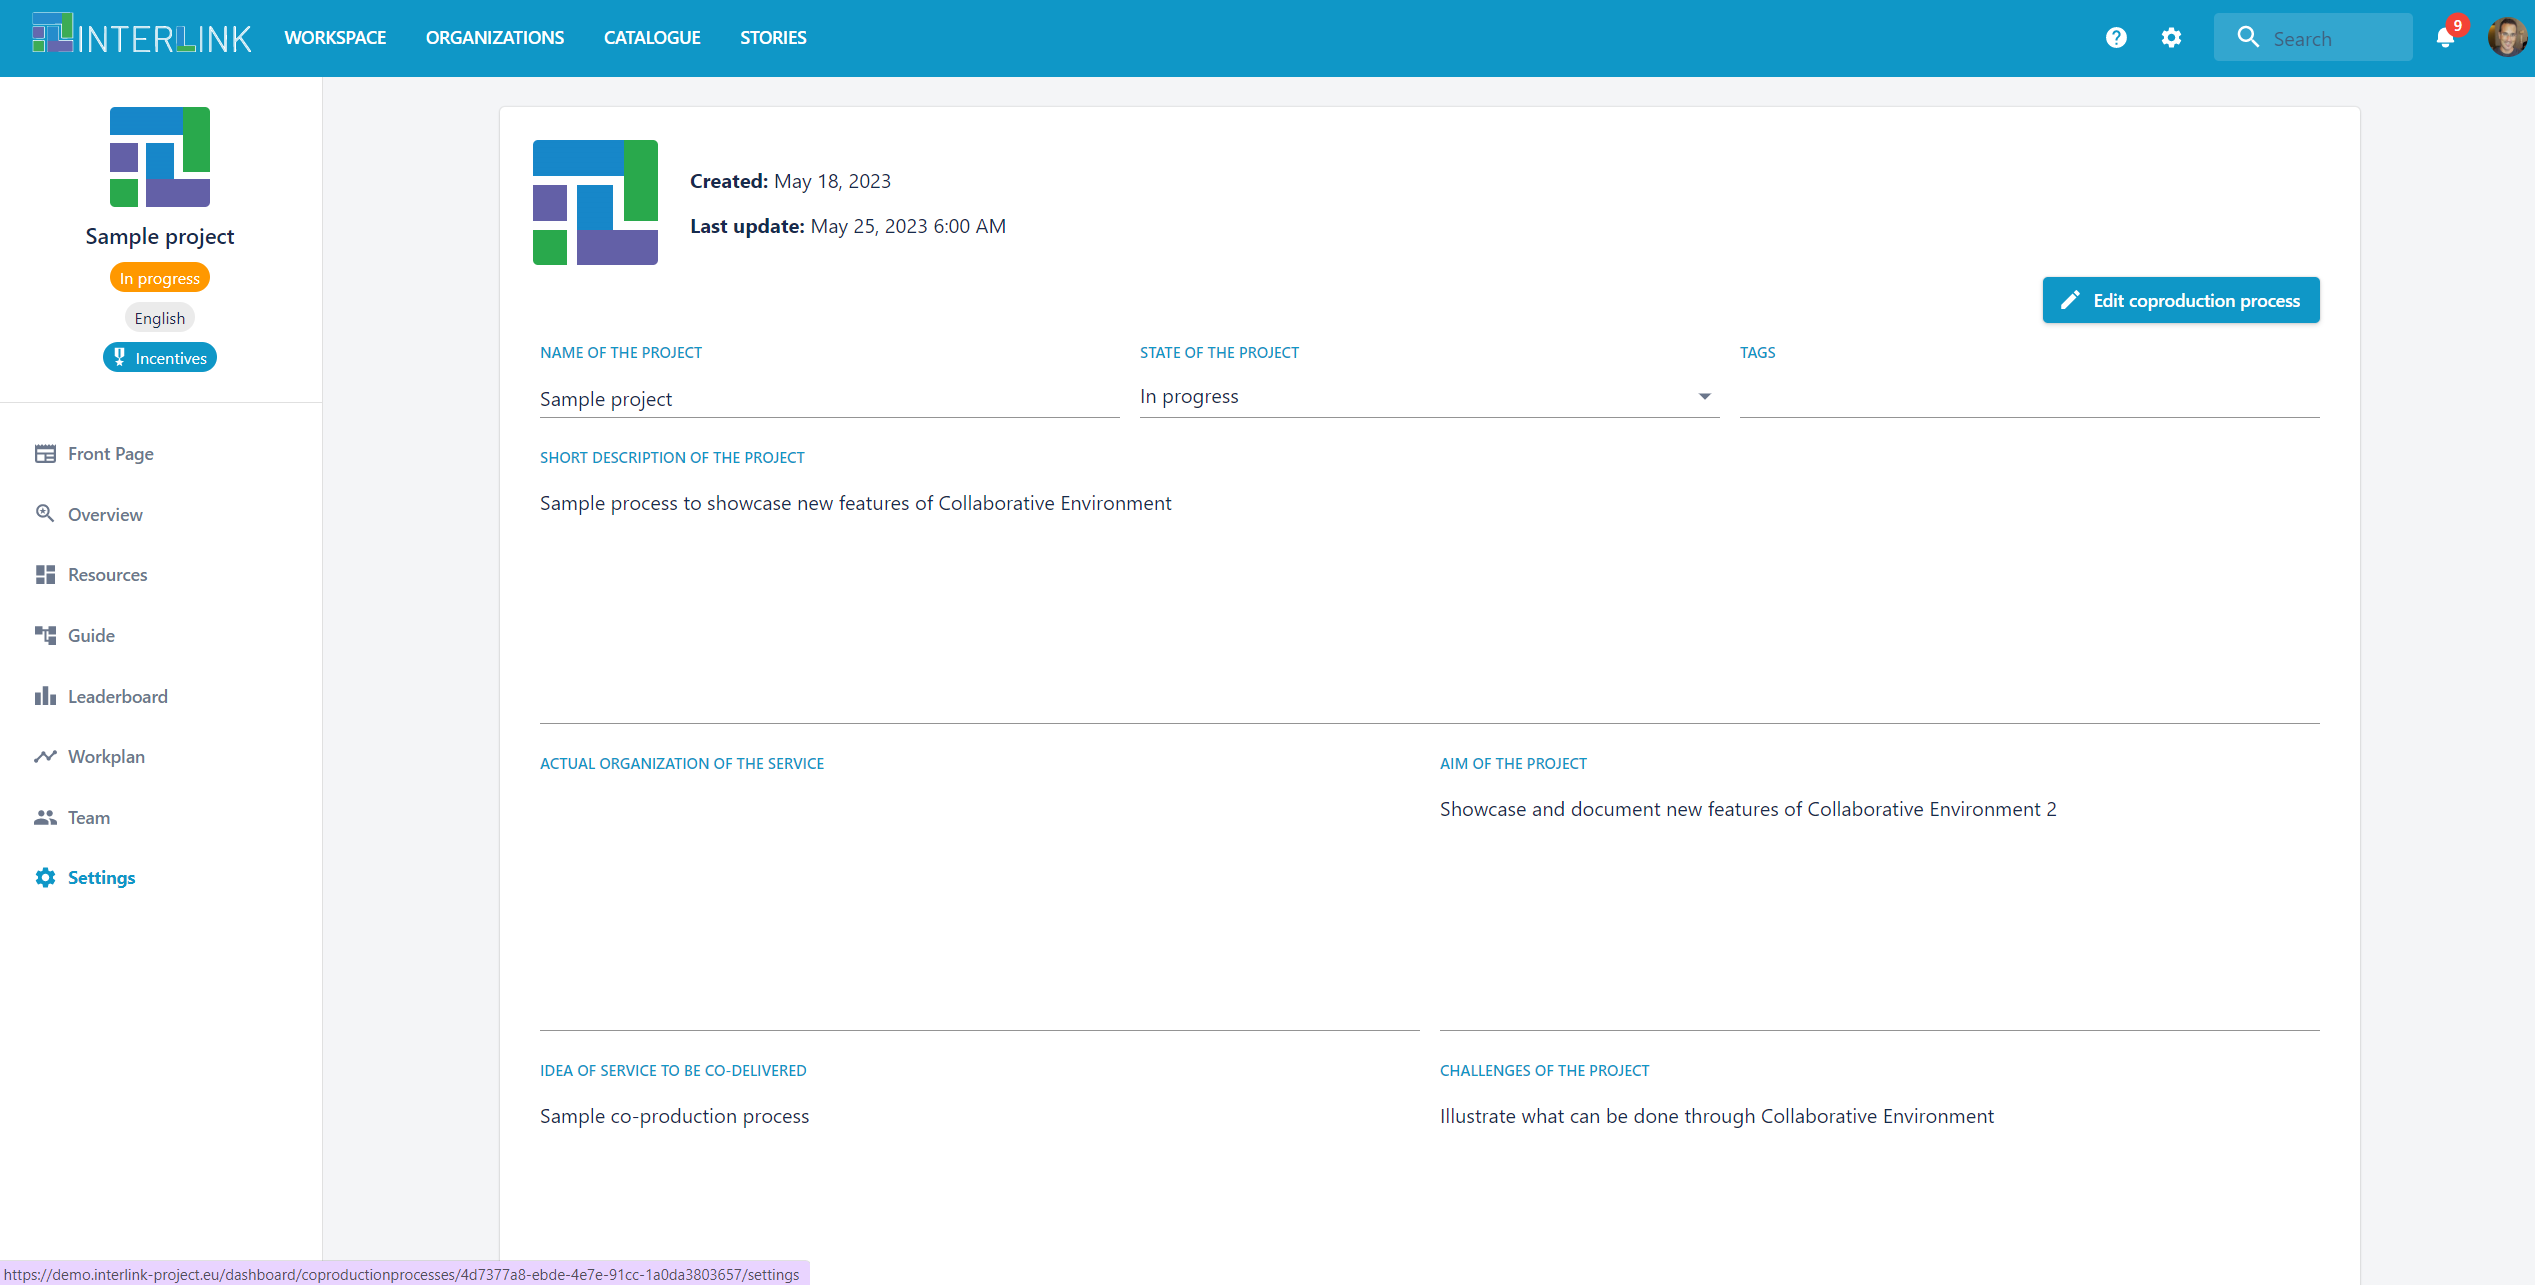 INTERLINK
WORKSPACE
ORGANIZATIONS
CATALOGUE
STORIES
Search
9
Sample project
In progress
English
Incentives
Front Page
Overview
Resources
Guide
Leaderboard
Workplan
Team
Settings
Created: May 18, 2023
Last update: May 25, 2023 6:00 AM
Edit coproduction process
NAME OF THE PROJECT
Sample project
STATE OF THE PROJECT
In progress
TAGS
SHORT DESCRIPTION OF THE PROJECT
Sample process to showcase new features of Collaborative Environment
ACTUAL ORGANIZATION OF THE SERVICE
AIM OF THE PROJECT
Showcase and document new features of Collaborative Environment 2
IDEA OF SERVICE TO BE CO-DELIVERED
Sample co-production process
CHALLENGES OF THE PROJECT
Illustrate what can be done through Collaborative Environment
https://demo.interlink-project.eu/dashboard/coproductionprocesses/4d7377a8-ebde-4e7e-91cc-1a0da3803657/settings